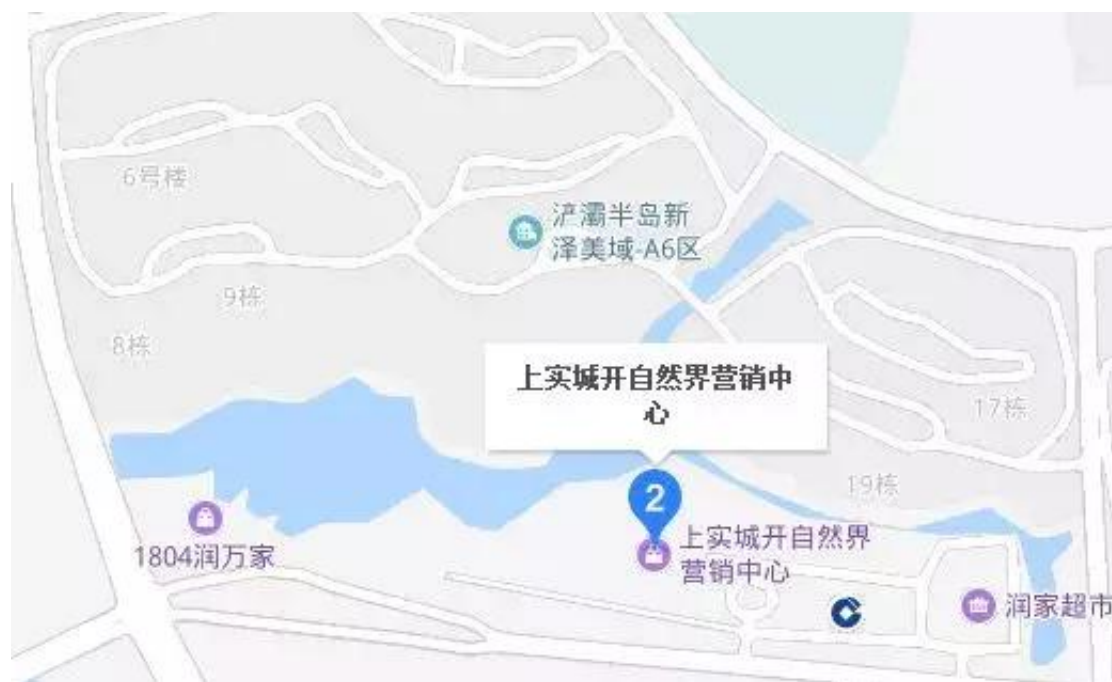 6号楼
浐灞半岛新
泽美域-A6区
9栋
8栋
上实城开自然界营销中
心
17栋
19栋
2
1804润万家
上实城开自然界
营销中心
润家超市